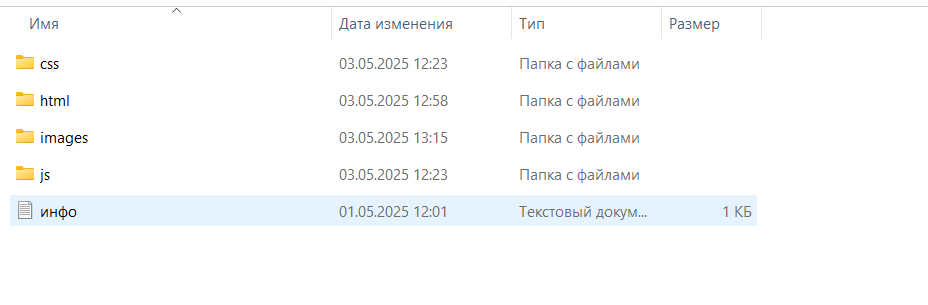 Имя Дата изменения Тип Размер
css 03.05.2025 12:23 Папка с файлами
html 03.05.2025 12:58 Папка с файлами
images 03.05.2025 13:15 Папка с файлами
js 03.05.2025 12:23 Папка с файлами
инфо 01.05.2025 12:01 Текстовый докум... 1 КБ